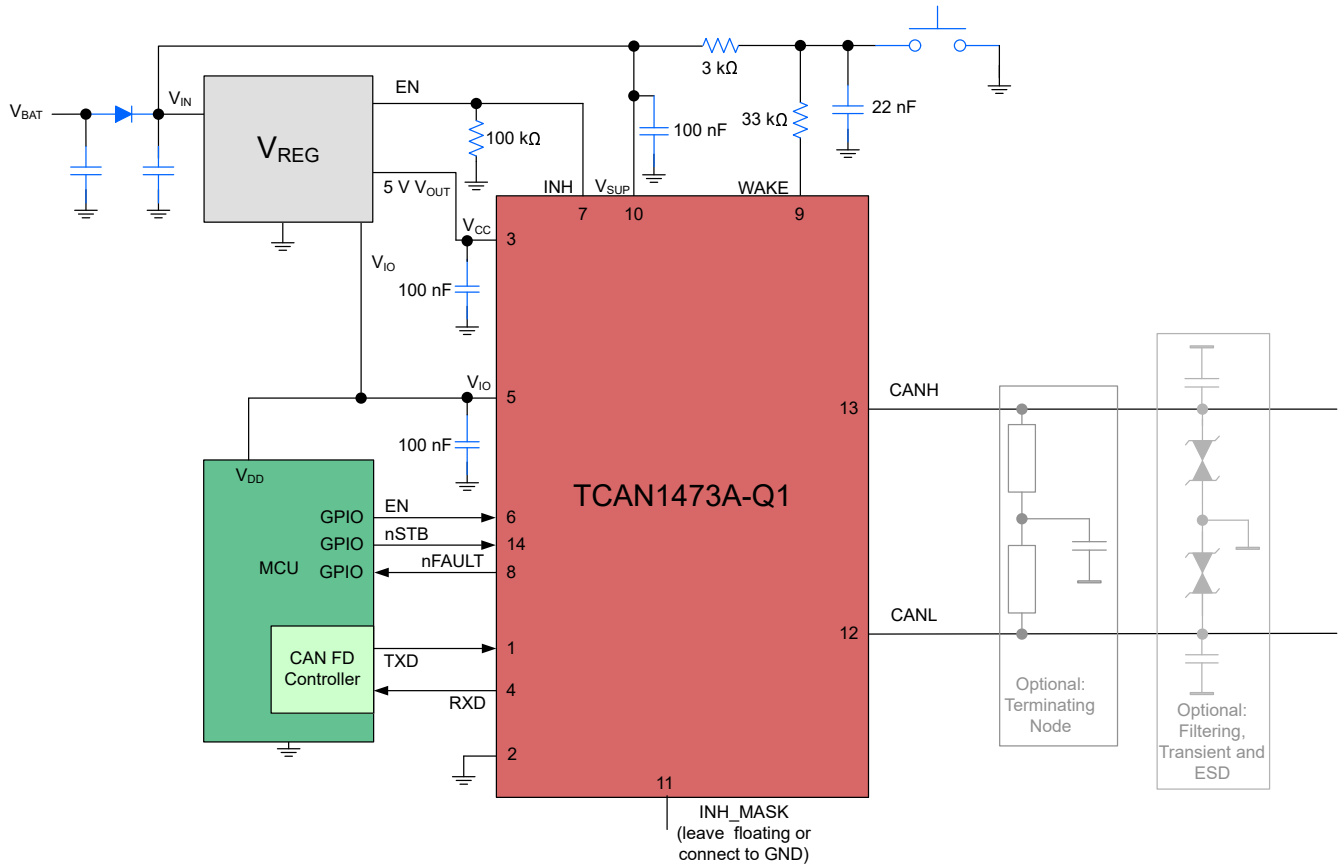 3 kΩ
EN
VIN
VBAT
VREG
100 kΩ
100 nF
33 kΩ
22 nF
5 V VOUT
INH
VSUP
WAKE
7
10
9
VCC
3
VIO
100 nF
VIO
5
CANH
13
100 nF
VDD
TCAN1473A-Q1
GPIO
EN
6
GPIO
nSTB
14
MCU
GPIO
nFAULT
8
CANL
12
CAN FD
Controller
TXD
1
RXD
4
2
Optional:
Terminating
Node
Optional:
Filtering,
Transient and
ESD
11
INH_MASK
(leave floating or
connect to GND)